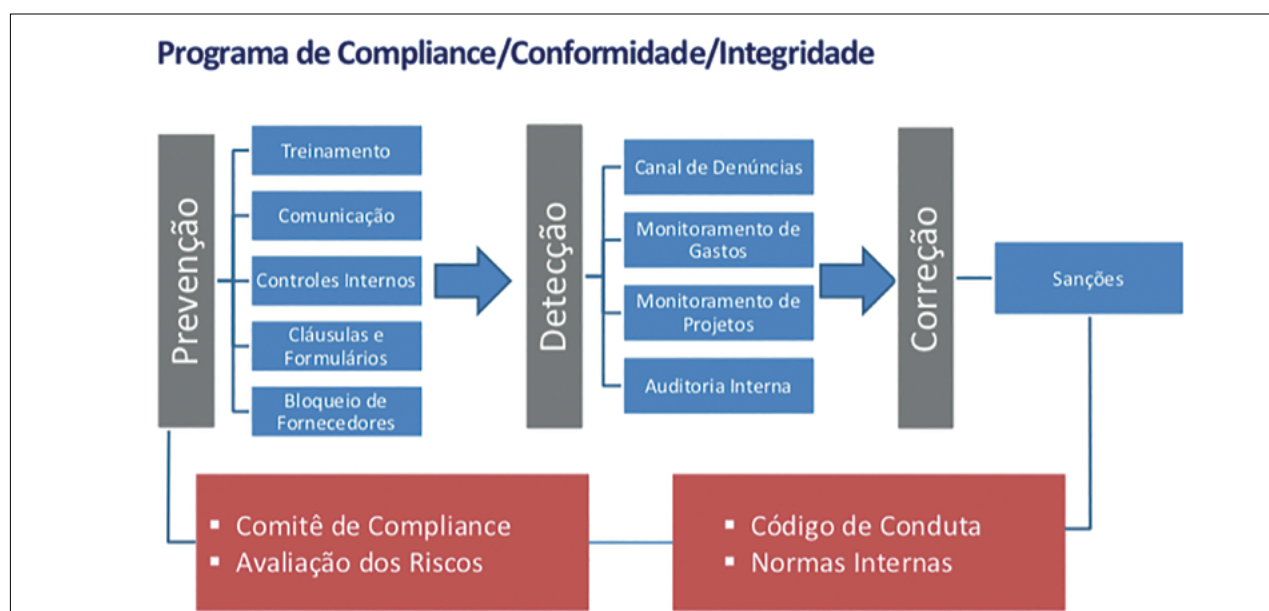 Programa de Compliance/Conformidade/Integridade
Prevenção
Treinamento
Comunicação
Controles Internos
Cláusulas e
Formulários
Bloqueio de
Fornecedores
Detecção
Canal de Denúncias
Monitoramento de
Gastos
Monitoramento de
Projetos
Auditoria Interna
Correção
Sanções
▪ Comitê de Compliance
▪ Avaliação dos Riscos
▪ Código de Conduta
▪ Normas Internas